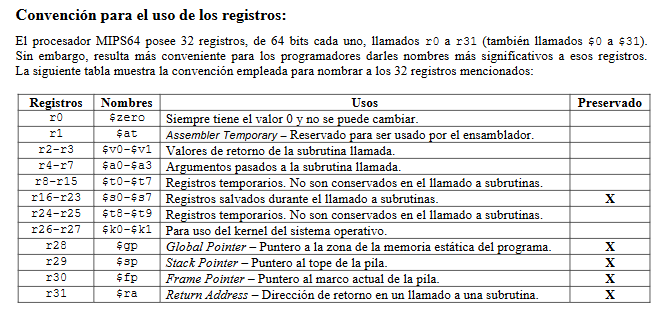 Convención para el uso de los registros:
El procesador MIPS64 posee 32 registros, de 64 bits cada uno, llamados r0 a r31 (también llamados $0 a $31).
Sin embargo, resulta más conveniente para los programadores darles nombres más significativos a esos registros.
La siguiente tabla muestra la convención empleada para nombrar a los 32 registros mencionados:
Registros Nombres Usos Preservado
r0 $zero Siempre tiene el valor 0 y no se puede cambiar.
r1 $at Assembler Temporary – Reservado para ser usado por el ensamblador.
r2-r3 $v0-$v1 Valores de retorno de la subrutina llamada.
r4-r7 $a0-$a3 Argumentos pasados a la subrutina llamada.
r8-r15 $t0-$t7 Registros temporarios. No son conservados en el llamado a subrutinas.
r16-r23 $s0-$s7 Registros salvados durante el llamado a subrutinas. X
r24-r25 $t8-$t9 Registros temporarios. No son conservados en el llamado a subrutinas.
r26-r27 $k0-$k1 Para uso del kernel del sistema operativo.
r28 $gp Global Pointer – Puntero a la zona de la memoria estática del programa. X
r29 $sp Stack Pointer – Puntero al tope de la pila. X
r30 $fp Frame Pointer – Puntero al marco actual de la pila. X
r31 $ra Return Address – Dirección de retorno en un llamado a una subrutina. X